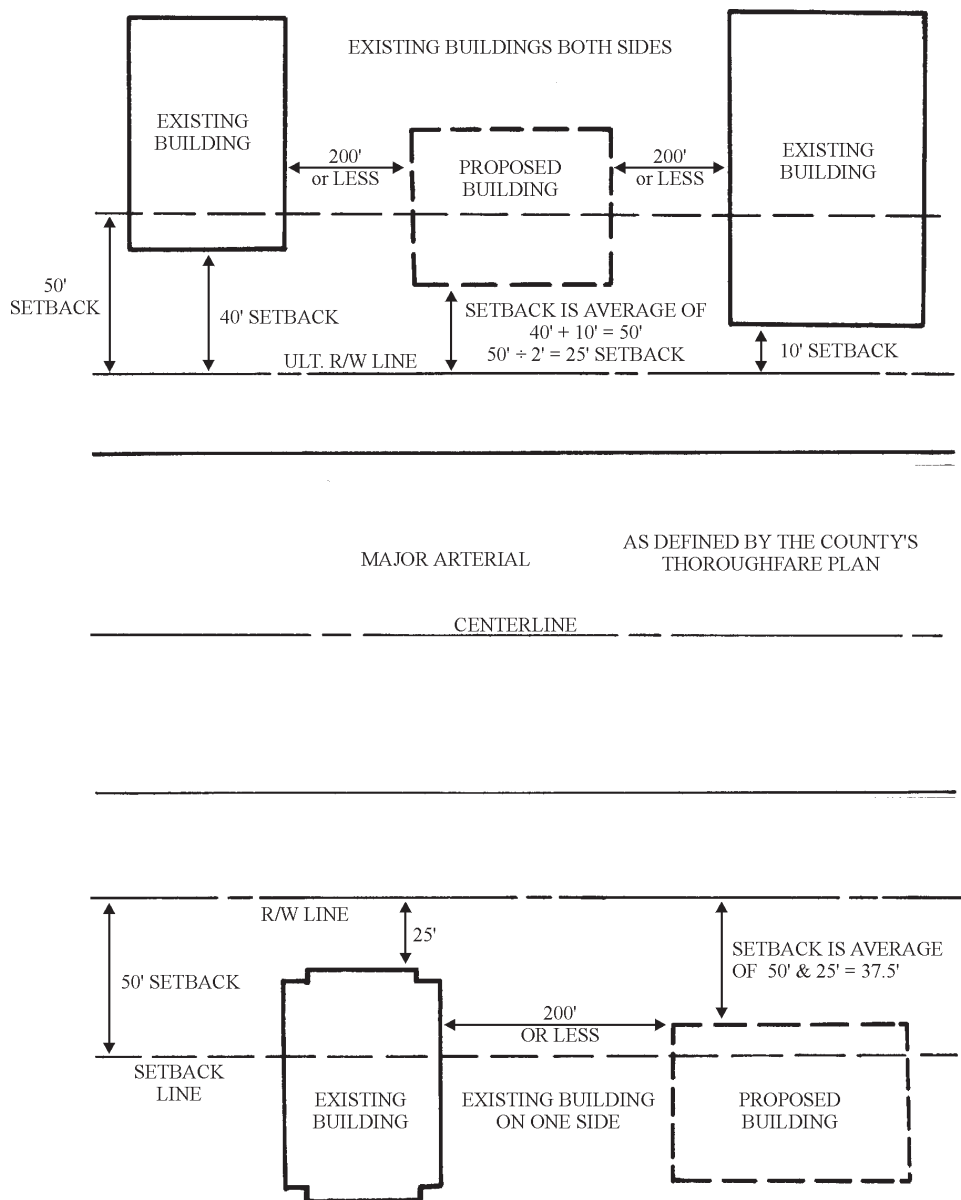 EXISTING BUILDINGS BOTH SIDES
EXISTING
BUILDING
200'
or LESS
PROPOSED
BUILDING
200'
or LESS
EXISTING
BUILDING
50'
SETBACK
40' SETBACK
SETBACK IS AVERAGE OF
40' + 10' = 50'
50' ÷ 2' = 25' SETBACK
10' SETBACK
ULT. R/W LINE
MAJOR ARTERIAL
AS DEFINED BY THE COUNTY'S
THOROUGHFARE PLAN
CENTERLINE
R/W LINE
50' SETBACK
25'
SETBACK IS AVERAGE
OF 50' & 25' = 37.5'
200'
OR LESS
SETBACK
LINE
EXISTING
BUILDING
EXISTING BUILDING
ON ONE SIDE
PROPOSED
BUILDING